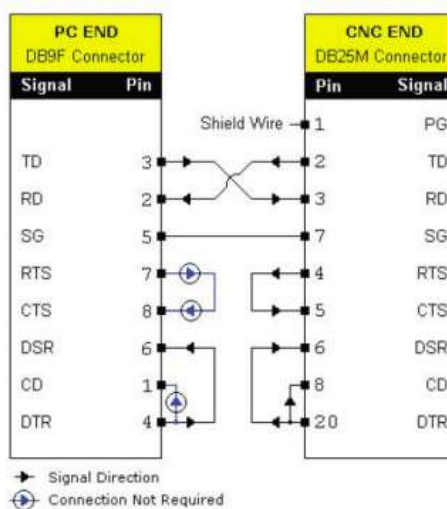 PC END
DB9F Connector
Signal Pin
CNC END
DB25M Connector
Pin Signal
Shield Wire 1 PG
TD 3 2 TD
RD 2 3 RD
SG 5 7 SG
RTS 7 4 RTS
CTS 8 5 CTS
DSR 6 6 DSR
CD 1 8 CD
DTR 4 20 DTR
Signal Direction
Connection Not Required